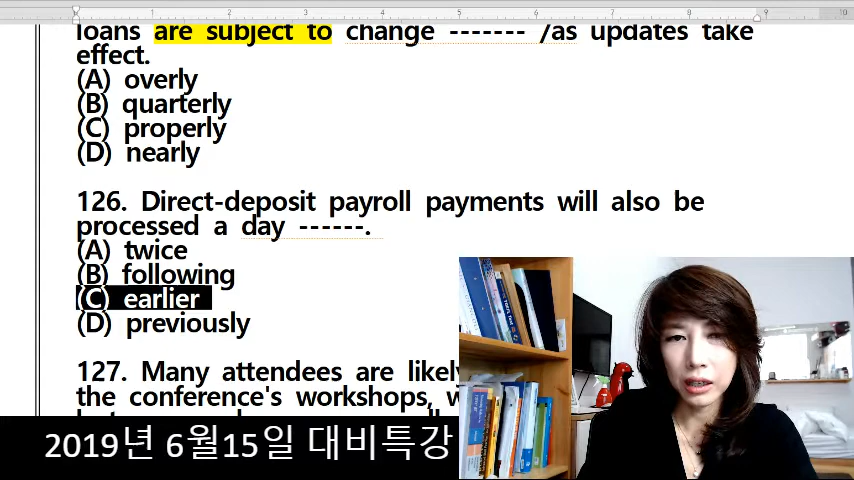 loans are subject to change ------- /as updates take
effect.
(A) overly
(B) quarterly
(C) properly
(D) nearly
126. Direct-deposit payroll payments will also be
processed a day ------.
(A) twice
(B) following
(C) earlier
(D) previously
127. Many attendees are likely
the conference's workshops,
2019년 6월15일 대비특강